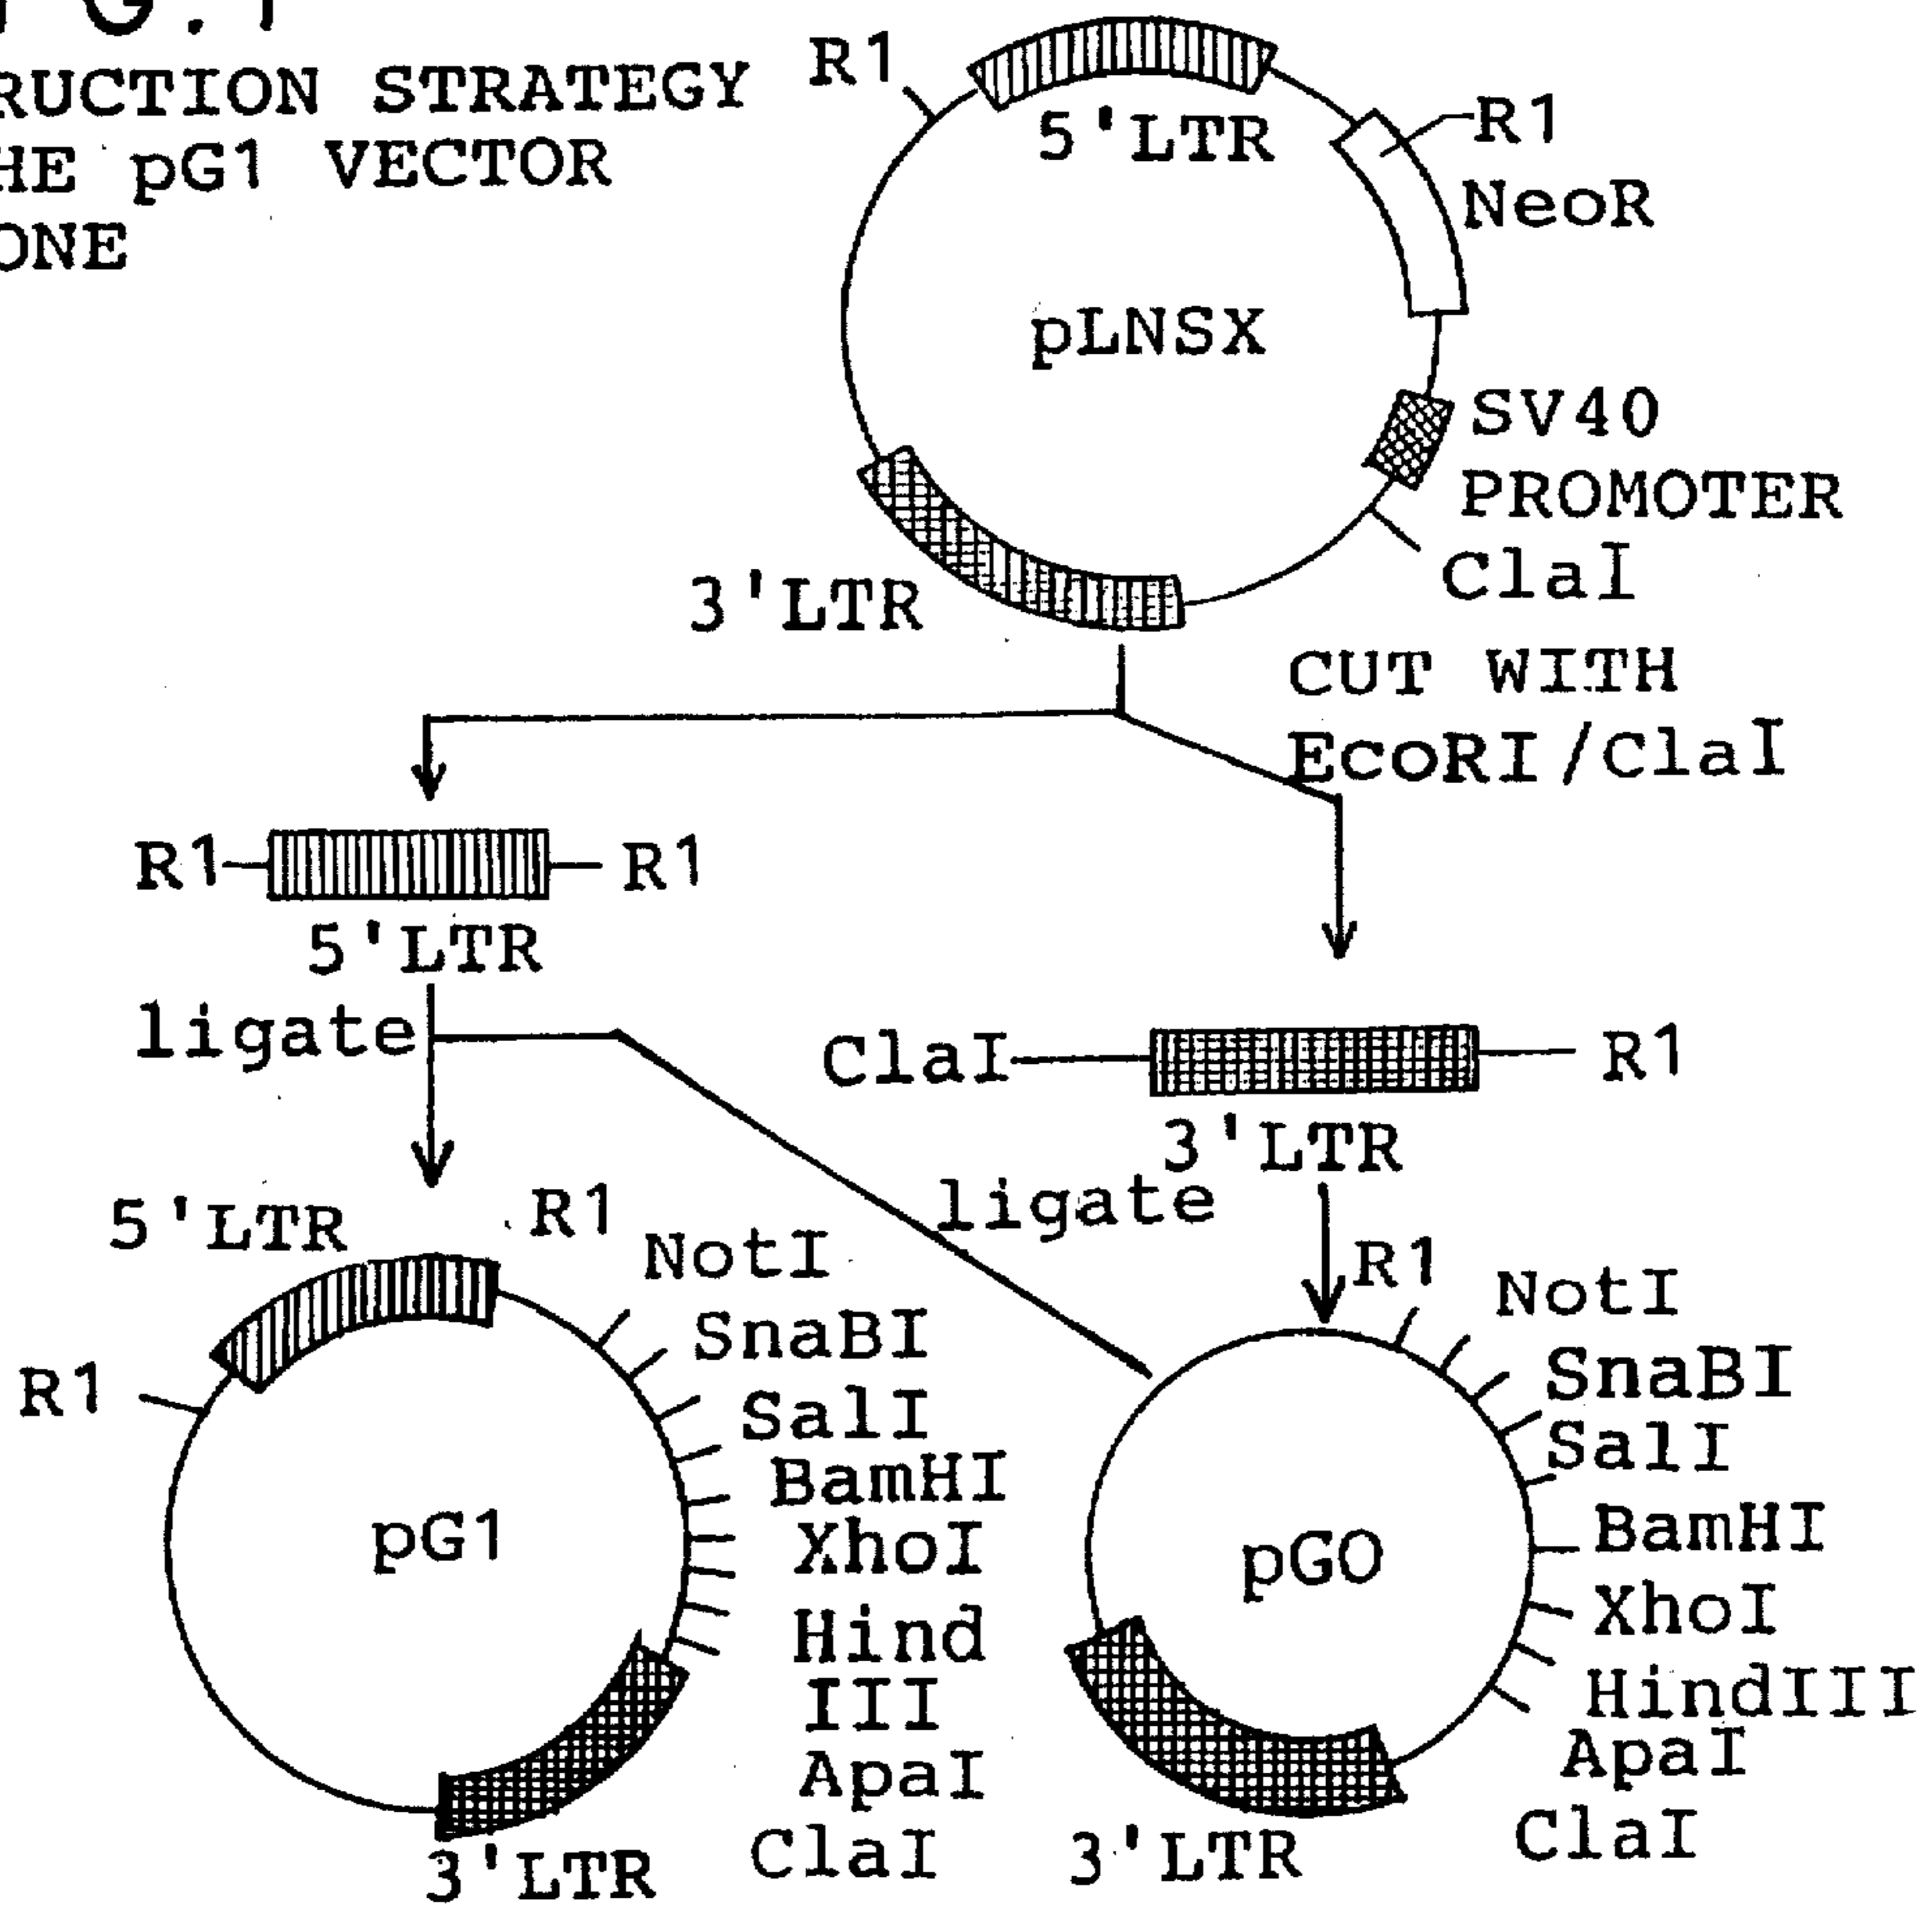 G.1
RUCTION STRATEGY
HE pG1 VECTOR
ONE
R1
5'LTR
R1
NeoR
pLNSX
SV40
PROMOTER
ClaI
3'LTR
CUT WITH
EcoRI/ClaI
R1
R1
5'LTR
ligate
ClaI
R1
3'LTR
ligate
5'LTR
R1
NotI
SnaBI
SalI
BamHI
XhoI
Hind
III
ApaI
ClaI
R1
pG1
3'LTR
R1
NotI
SnaBI
SalI
BamHI
XhoI
HindIII
ApaI
ClaI
pGO
3'LTR